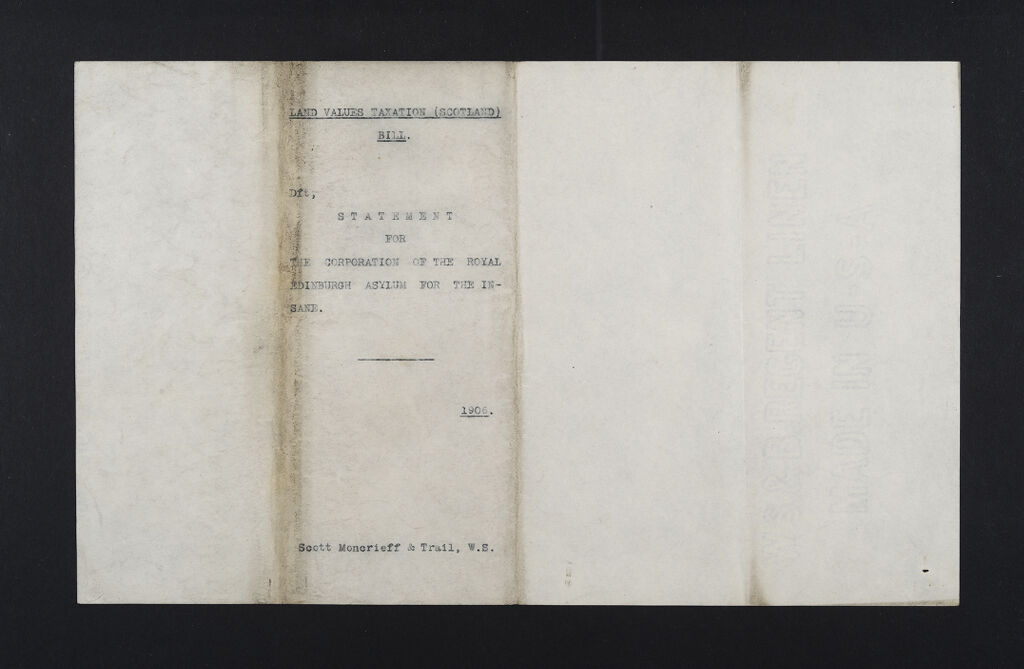 LAND VALUES TAXATION (SCOTLAND)
BILL.
Dft,
STATEMENT
FOR
THE CORPORATION OF THE ROYAL
EDINBURGH ASYLUM FOR THE IN-
SANE.
1906.
Scott Moncrieff & Trail, W.S.